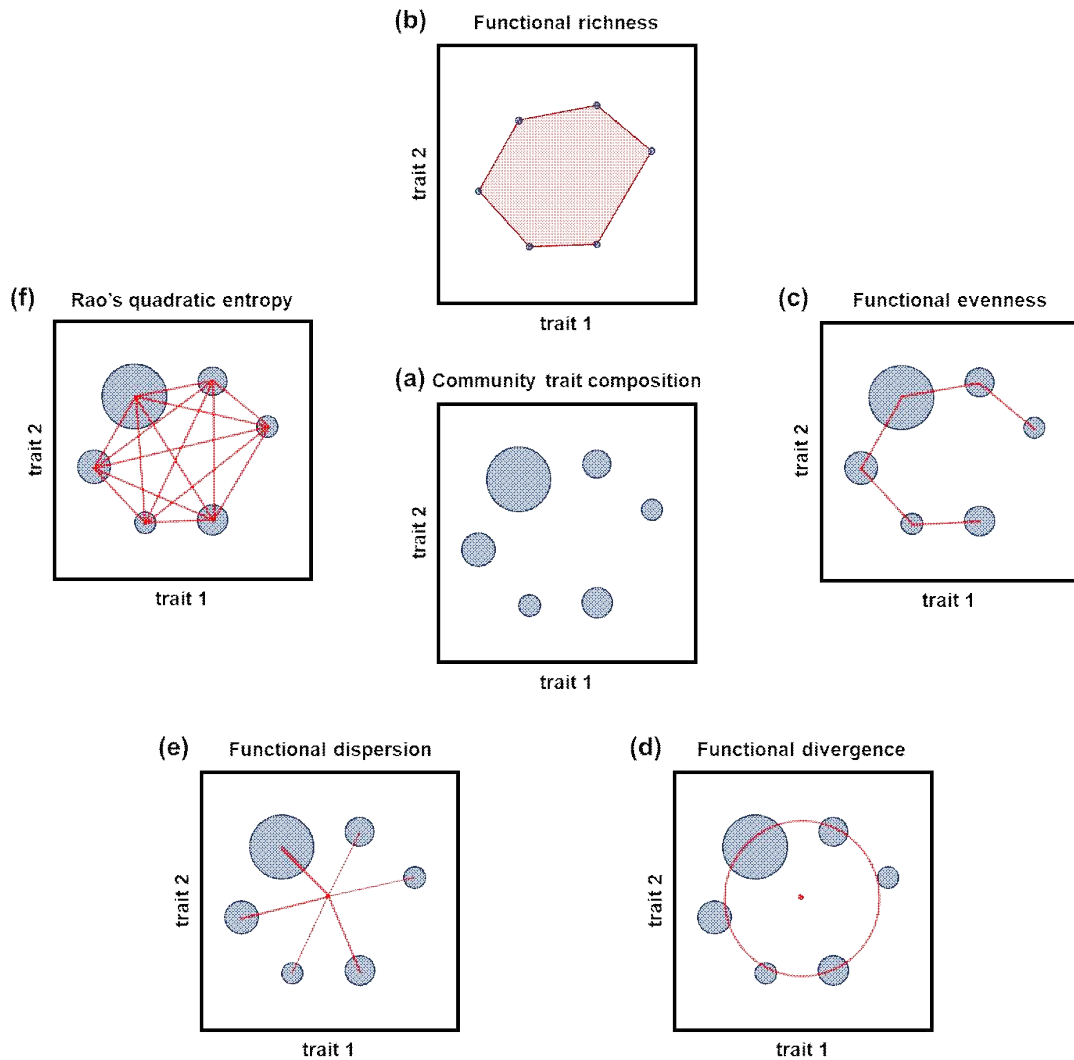 (b) Functional richness
trait 2
trait 1
(f) Rao's quadratic entropy
trait 2
trait 1
(a) Community trait composition
trait 2
trait 1
(c) Functional evenness
trait 2
trait 1
(e) Functional dispersion
trait 2
trait 1
(d) Functional divergence
trait 2
trait 1